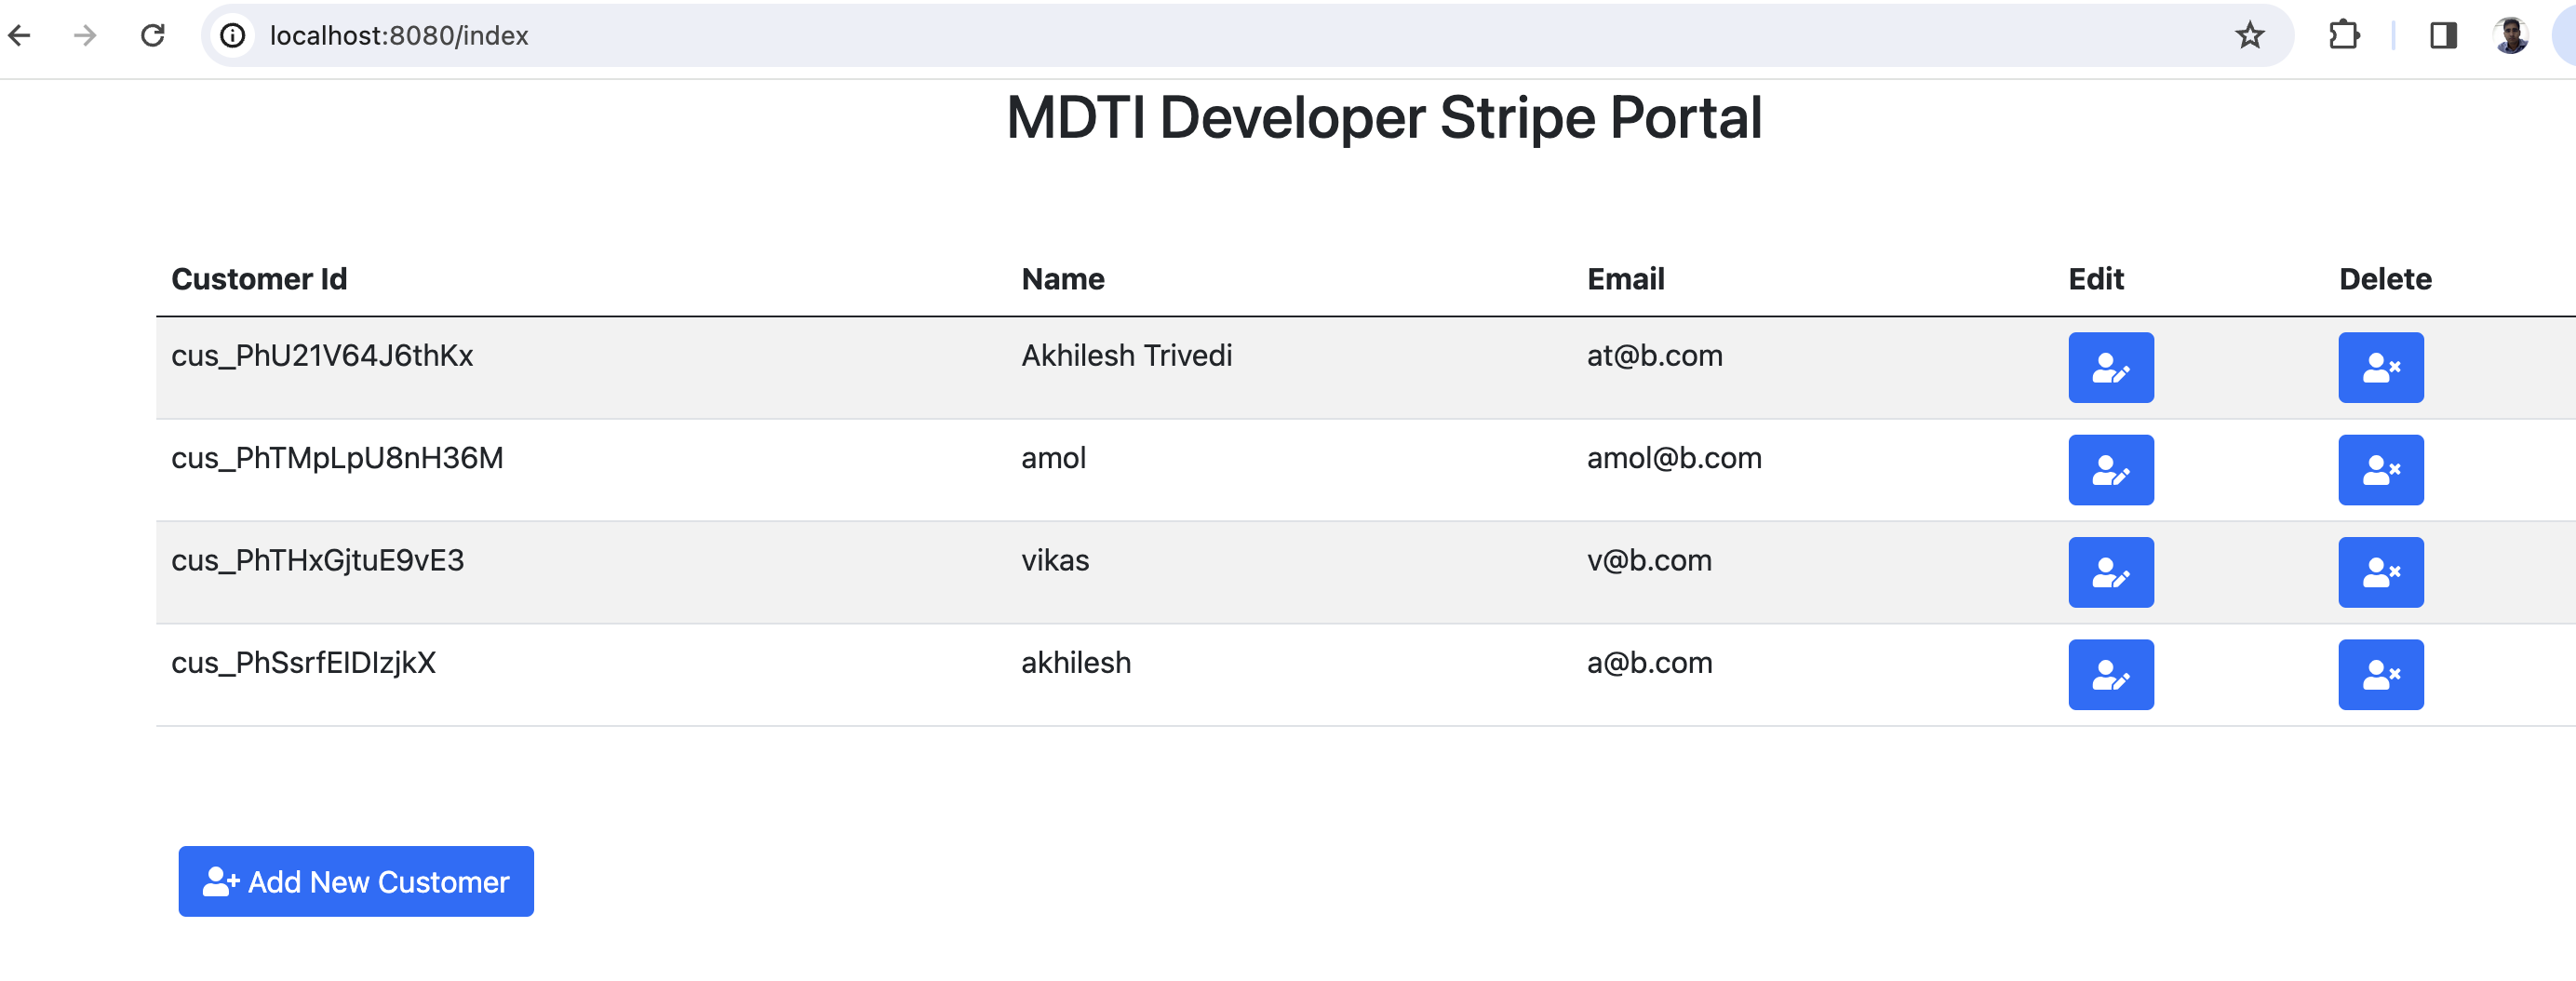 localhost:8080/index
MDTI Developer Stripe Portal
Customer Id Name Email Edit Delete
cus_PhU21V64J6thKx Akhilesh Trivedi at@b.com
cus_PhTMpLpU8nH36M amol amol@b.com
cus_PhTHxGjtuE9vE3 vikas v@b.com
cus_PhSsrfElDIzjkX akhilesh a@b.com
Add New Customer